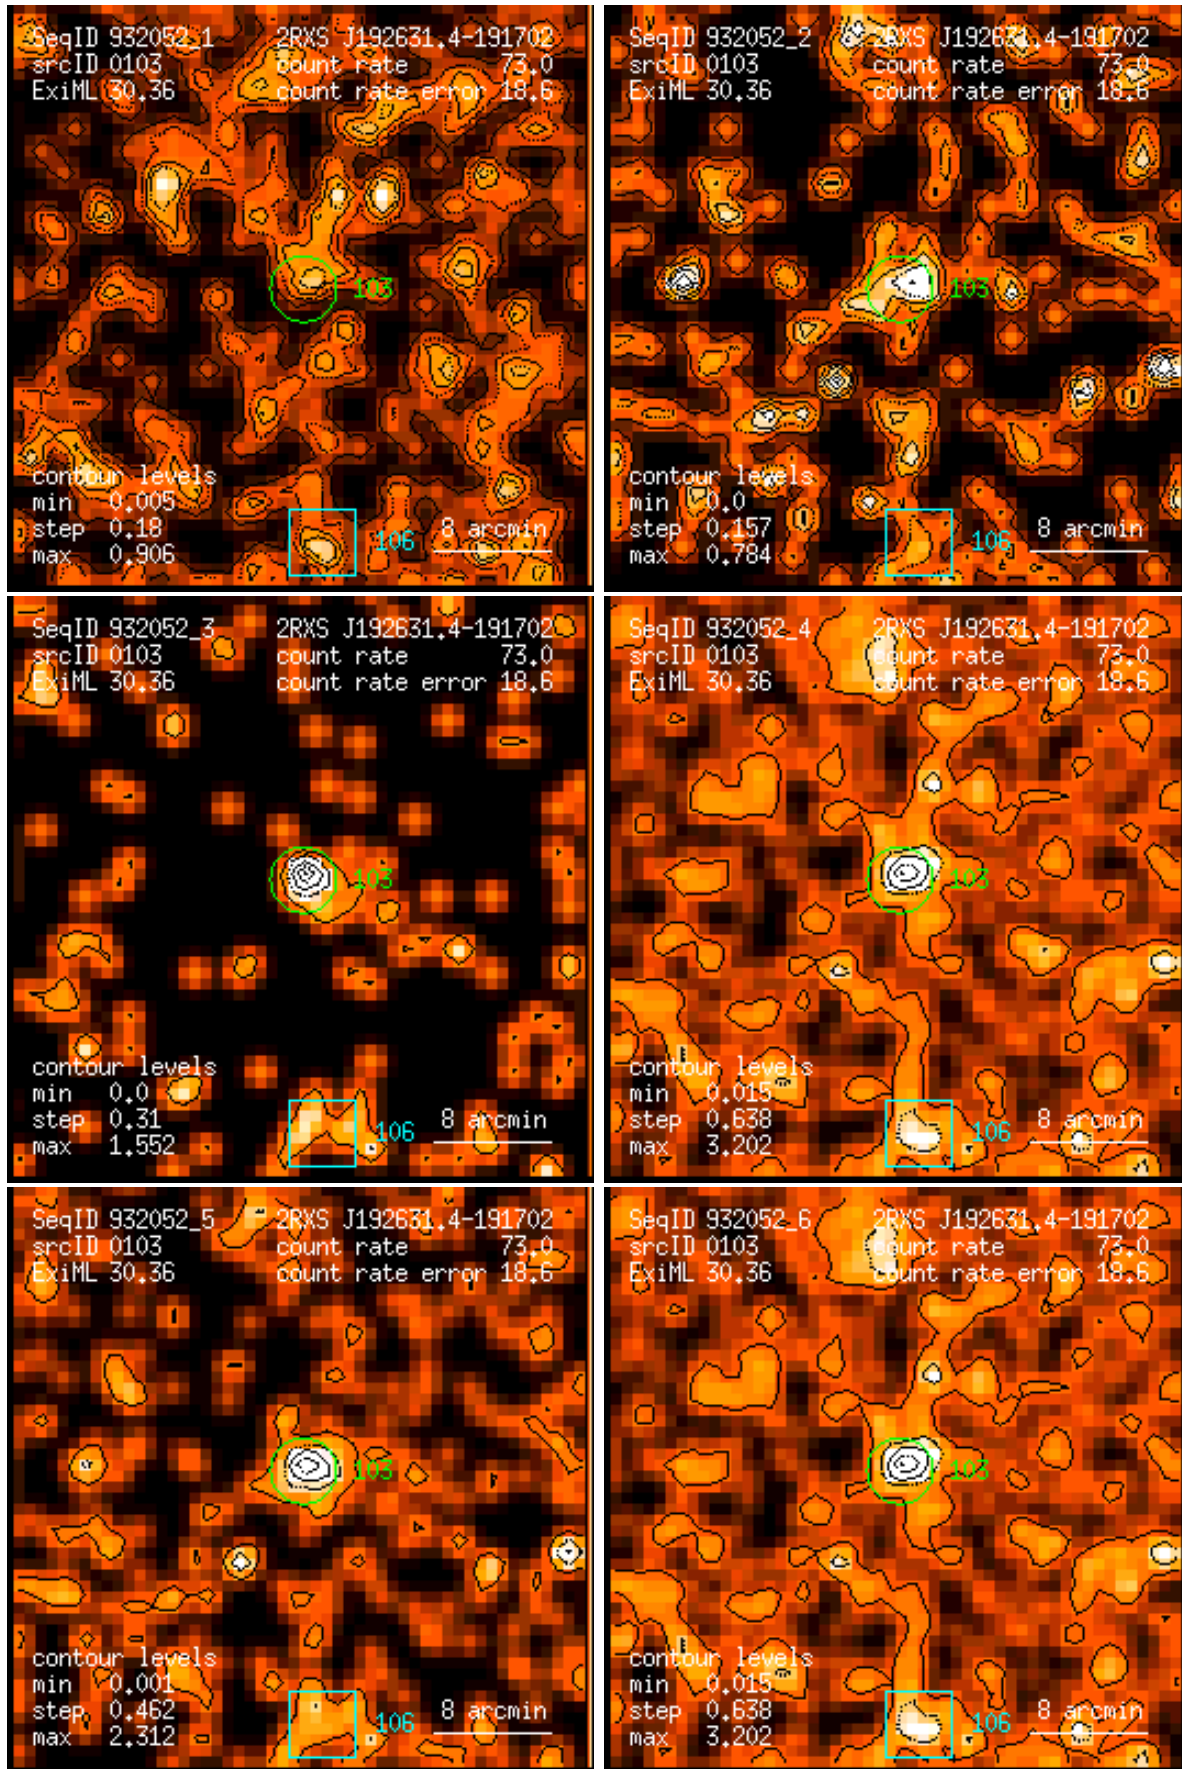 SeqID 932052_1 2RXS J192631.4-191702
srcID 0103 count rate 73.0
ExiML 30.36 count rate error 18.6
103
contour levels
min 0.005
step 0.18 8 arcmin
max 0.906 106
SeqID 932052_2 2RXS J192631.4-191702
srcID 0103 count rate 73.0
ExiML 30.36 count rate error 18.6
103
contour levels
min 0.0
step 0.157 8 arcmin
max 0.784 106
SeqID 932052_3 2RXS J192631.4-191702
srcID 0103 count rate 73.0
ExiML 30.36 count rate error 18.6
103
contour levels
min 0.0
step 0.31 8 arcmin
max 1.552 106
SeqID 932052_4 2RXS J192631.4-191702
srcID 0103 count rate 73.0
ExiML 30.36 count rate error 18.6
103
contour levels
min 0.015
step 0.638 8 arcmin
max 3.202 106
SeqID 932052_5 2RXS J192631.4-191702
srcID 0103 count rate 73.0
ExiML 30.36 count rate error 18.6
103
contour levels
min 0.001
step 0.462 8 arcmin
max 2.312 106
SeqID 932052_6 2RXS J192631.4-191702
srcID 0103 count rate 73.0
ExiML 30.36 count rate error 18.6
103
contour levels
min 0.015
step 0.638 8 arcmin
max 3.202 106